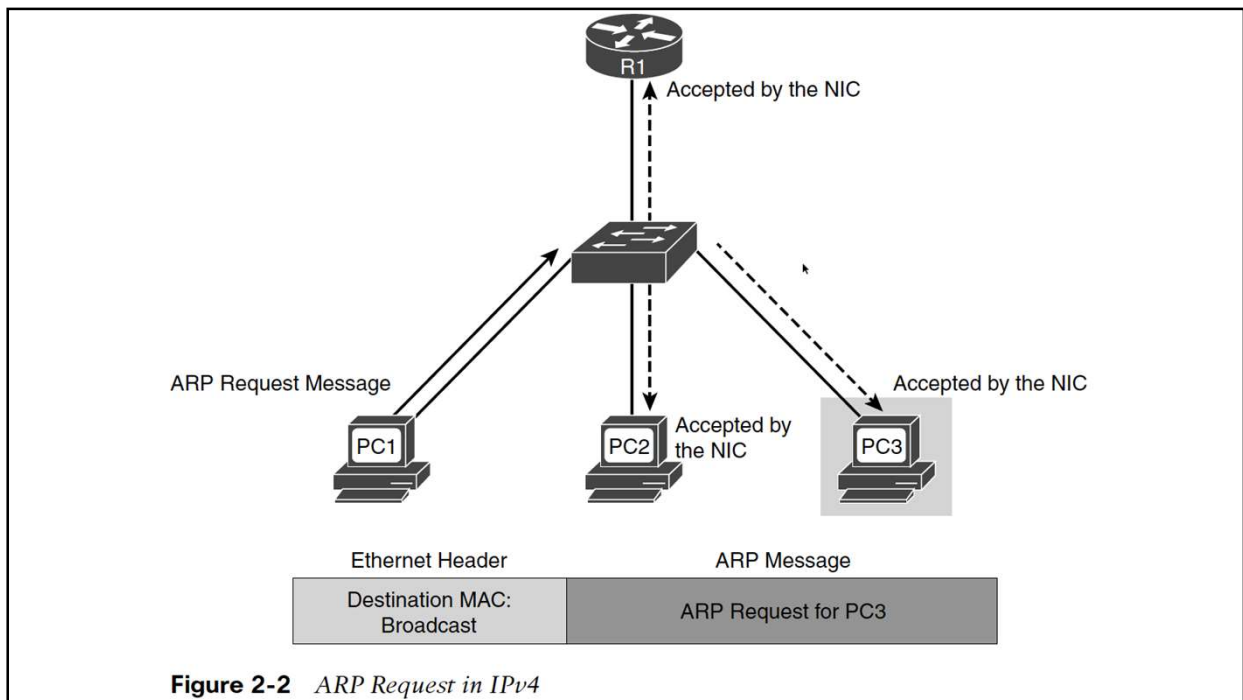 R1
Accepted by the NIC
ARP Request Message
Accepted by the NIC
PC1
PC2
Accepted by
the NIC
PC3
Ethernet Header
ARP Message
Destination MAC:
Broadcast
ARP Request for PC3
Figure 2-2 ARP Request in IPv4